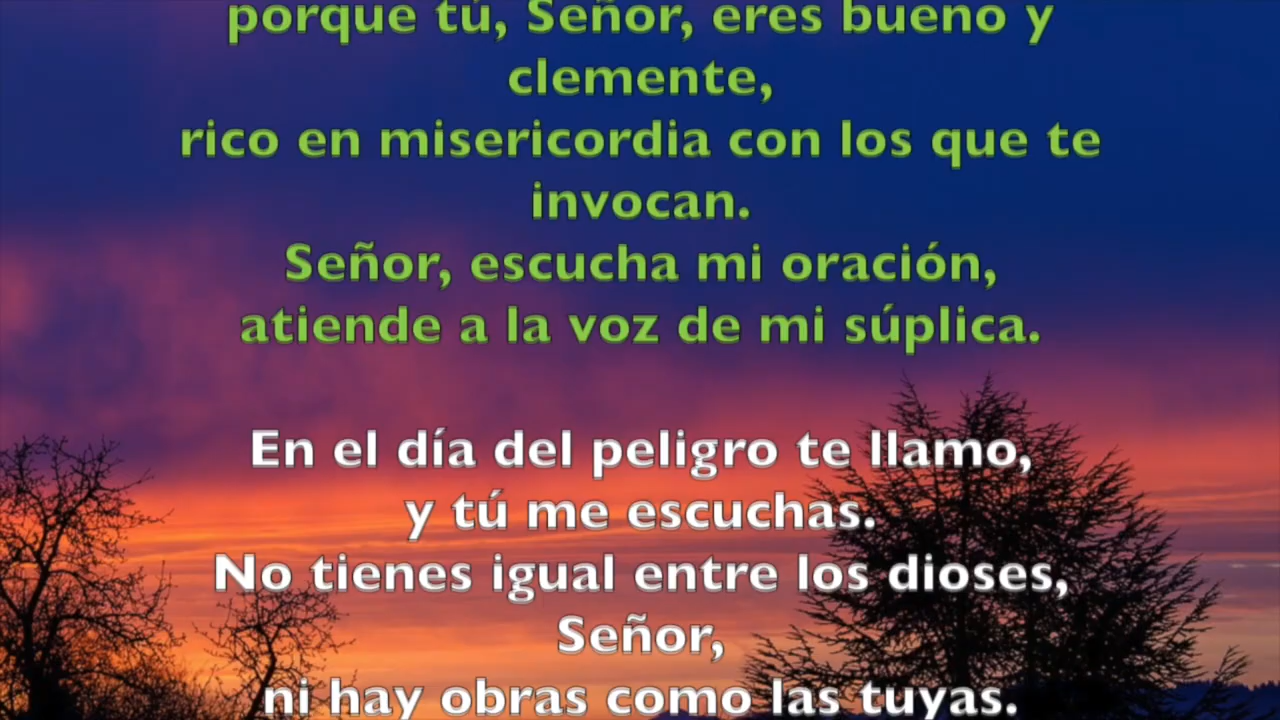 porque tú, Señor, eres bueno y
clemente,
rico en misericordia con los que te
invocan.
Señor, escucha mi oración,
atiende a la voz de mi súplica.
En el día del peligro te llamo,
y tú me escuchas.
No tienes igual entre los dioses,
Señor,
ni hay obras como las tuyas.